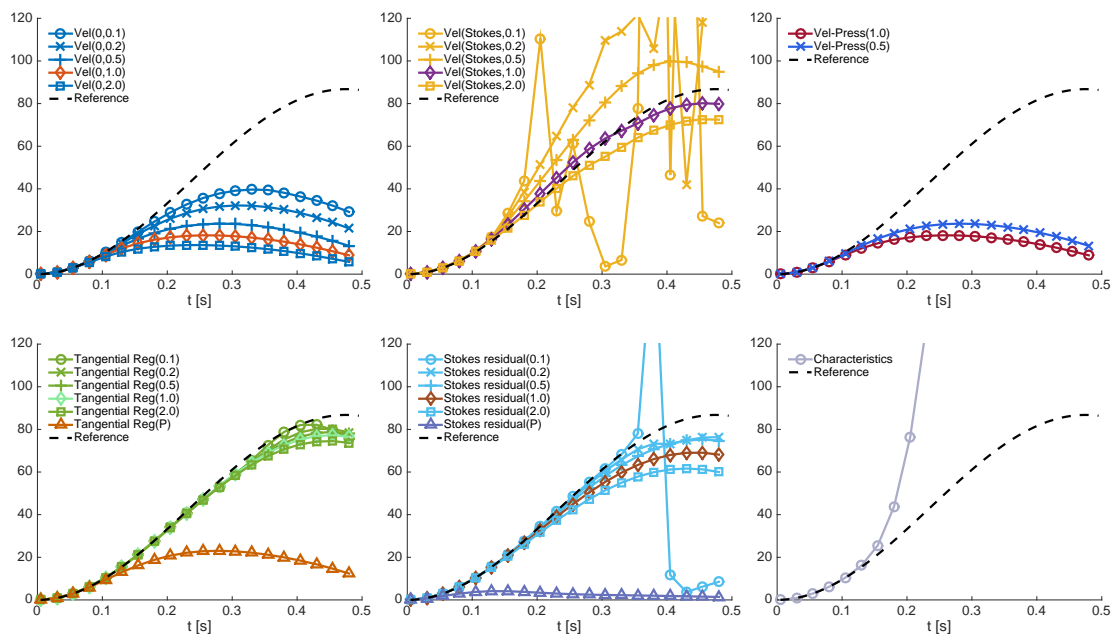 120
100
80
60
40
20
0
Vel(0,0.1)
Vel(0,0.2)
Vel(0,0.5)
Vel(0,1.0)
Vel(0,2.0)
Reference
0 0.1 0.2 0.3 0.4 0.5
t [s]
120
100
80
60
40
20
0
Vel(Stokes,0.1)
Vel(Stokes,0.2)
Vel(Stokes,0.5)
Vel(Stokes,1.0)
Vel(Stokes,2.0)
Reference
0 0.1 0.2 0.3 0.4 0.5
t [s]
120
100
80
60
40
20
0
Vel-Press(1.0)
Vel-Press(0.5)
Reference
0 0.1 0.2 0.3 0.4 0.5
t [s]
120
100
80
60
40
20
0
Tangential Reg(0.1)
Tangential Reg(0.2)
Tangential Reg(0.5)
Tangential Reg(1.0)
Tangential Reg(2.0)
Tangential Reg(P)
Reference
0 0.1 0.2 0.3 0.4 0.5
t [s]
120
100
80
60
40
20
0
Stokes residual(0.1)
Stokes residual(0.2)
Stokes residual(0.5)
Stokes residual(1.0)
Stokes residual(2.0)
Stokes residual(P)
Reference
0 0.1 0.2 0.3 0.4 0.5
t [s]
120
100
80
60
40
20
0
Characteristics
Reference
0 0.1 0.2 0.3 0.4 0.5
t [s]